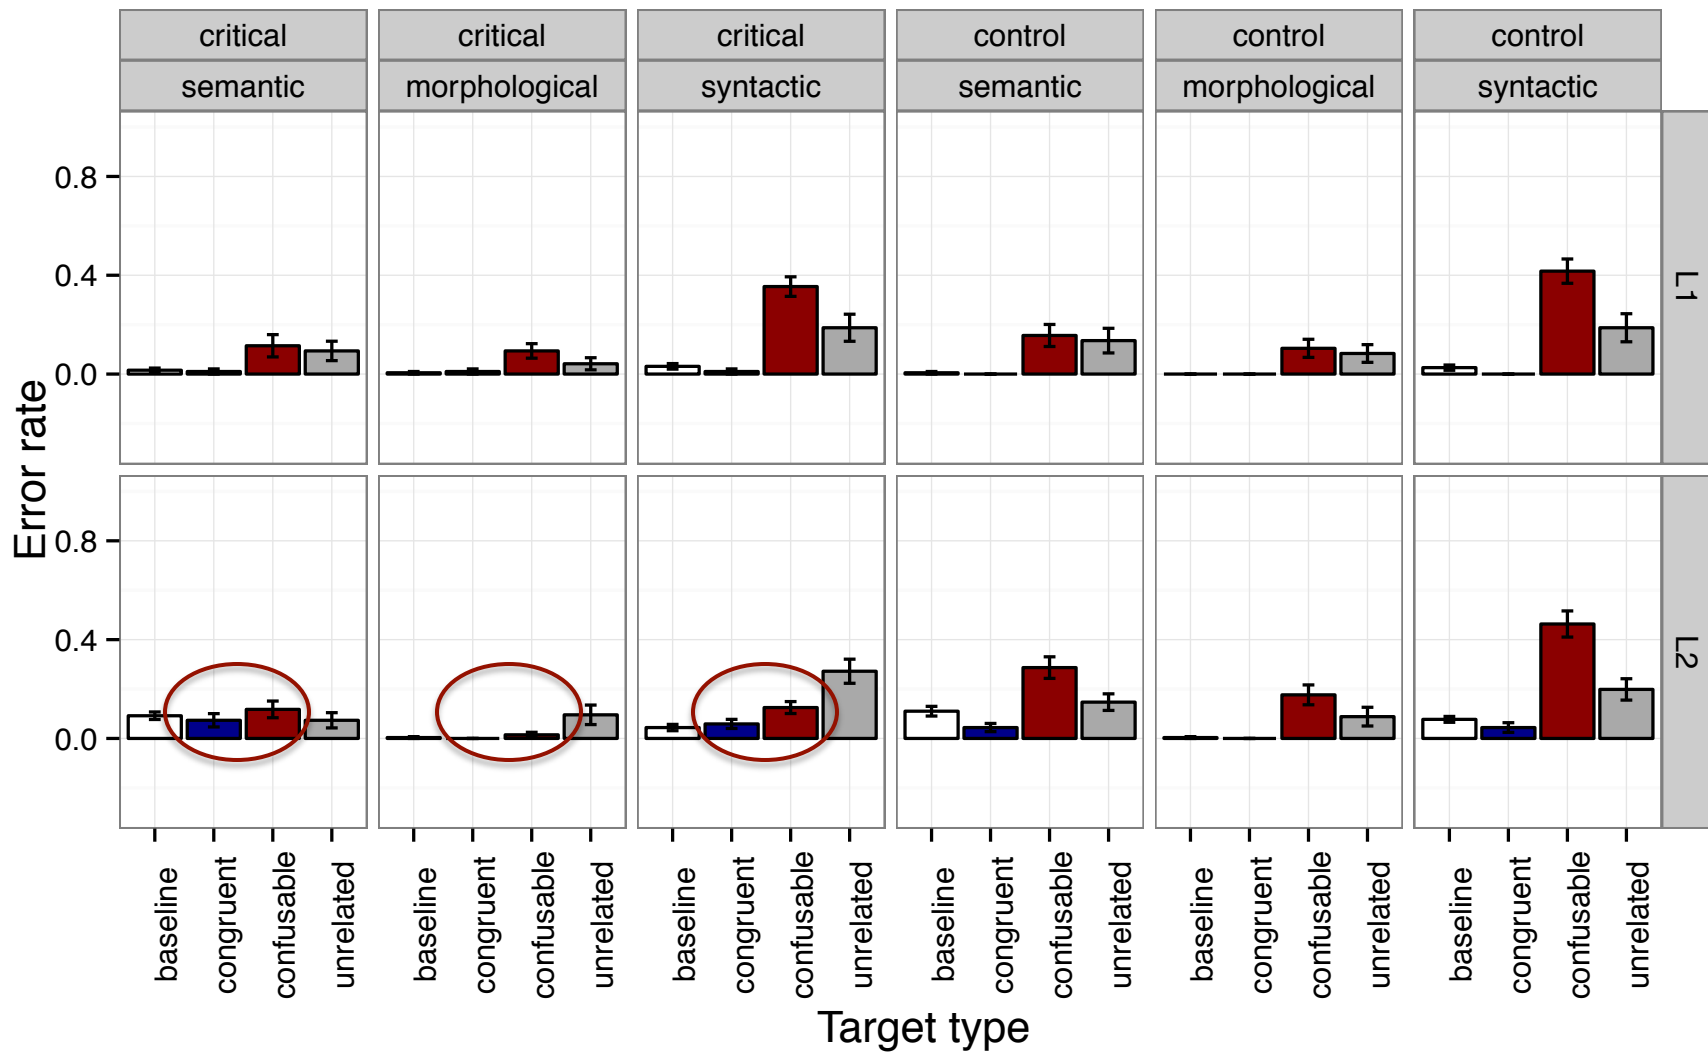 critical critical critical control control control
semantic morphological syntactic semantic morphological syntactic
Error rate
0.8
0.4
0.0
L1
0.8
0.4
0.0
L2
baseline congruent confusable unrelated baseline congruent confusable unrelated baseline congruent confusable unrelated baseline congruent confusable unrelated baseline congruent confusable unrelated baseline congruent confusable unrelated
Target type